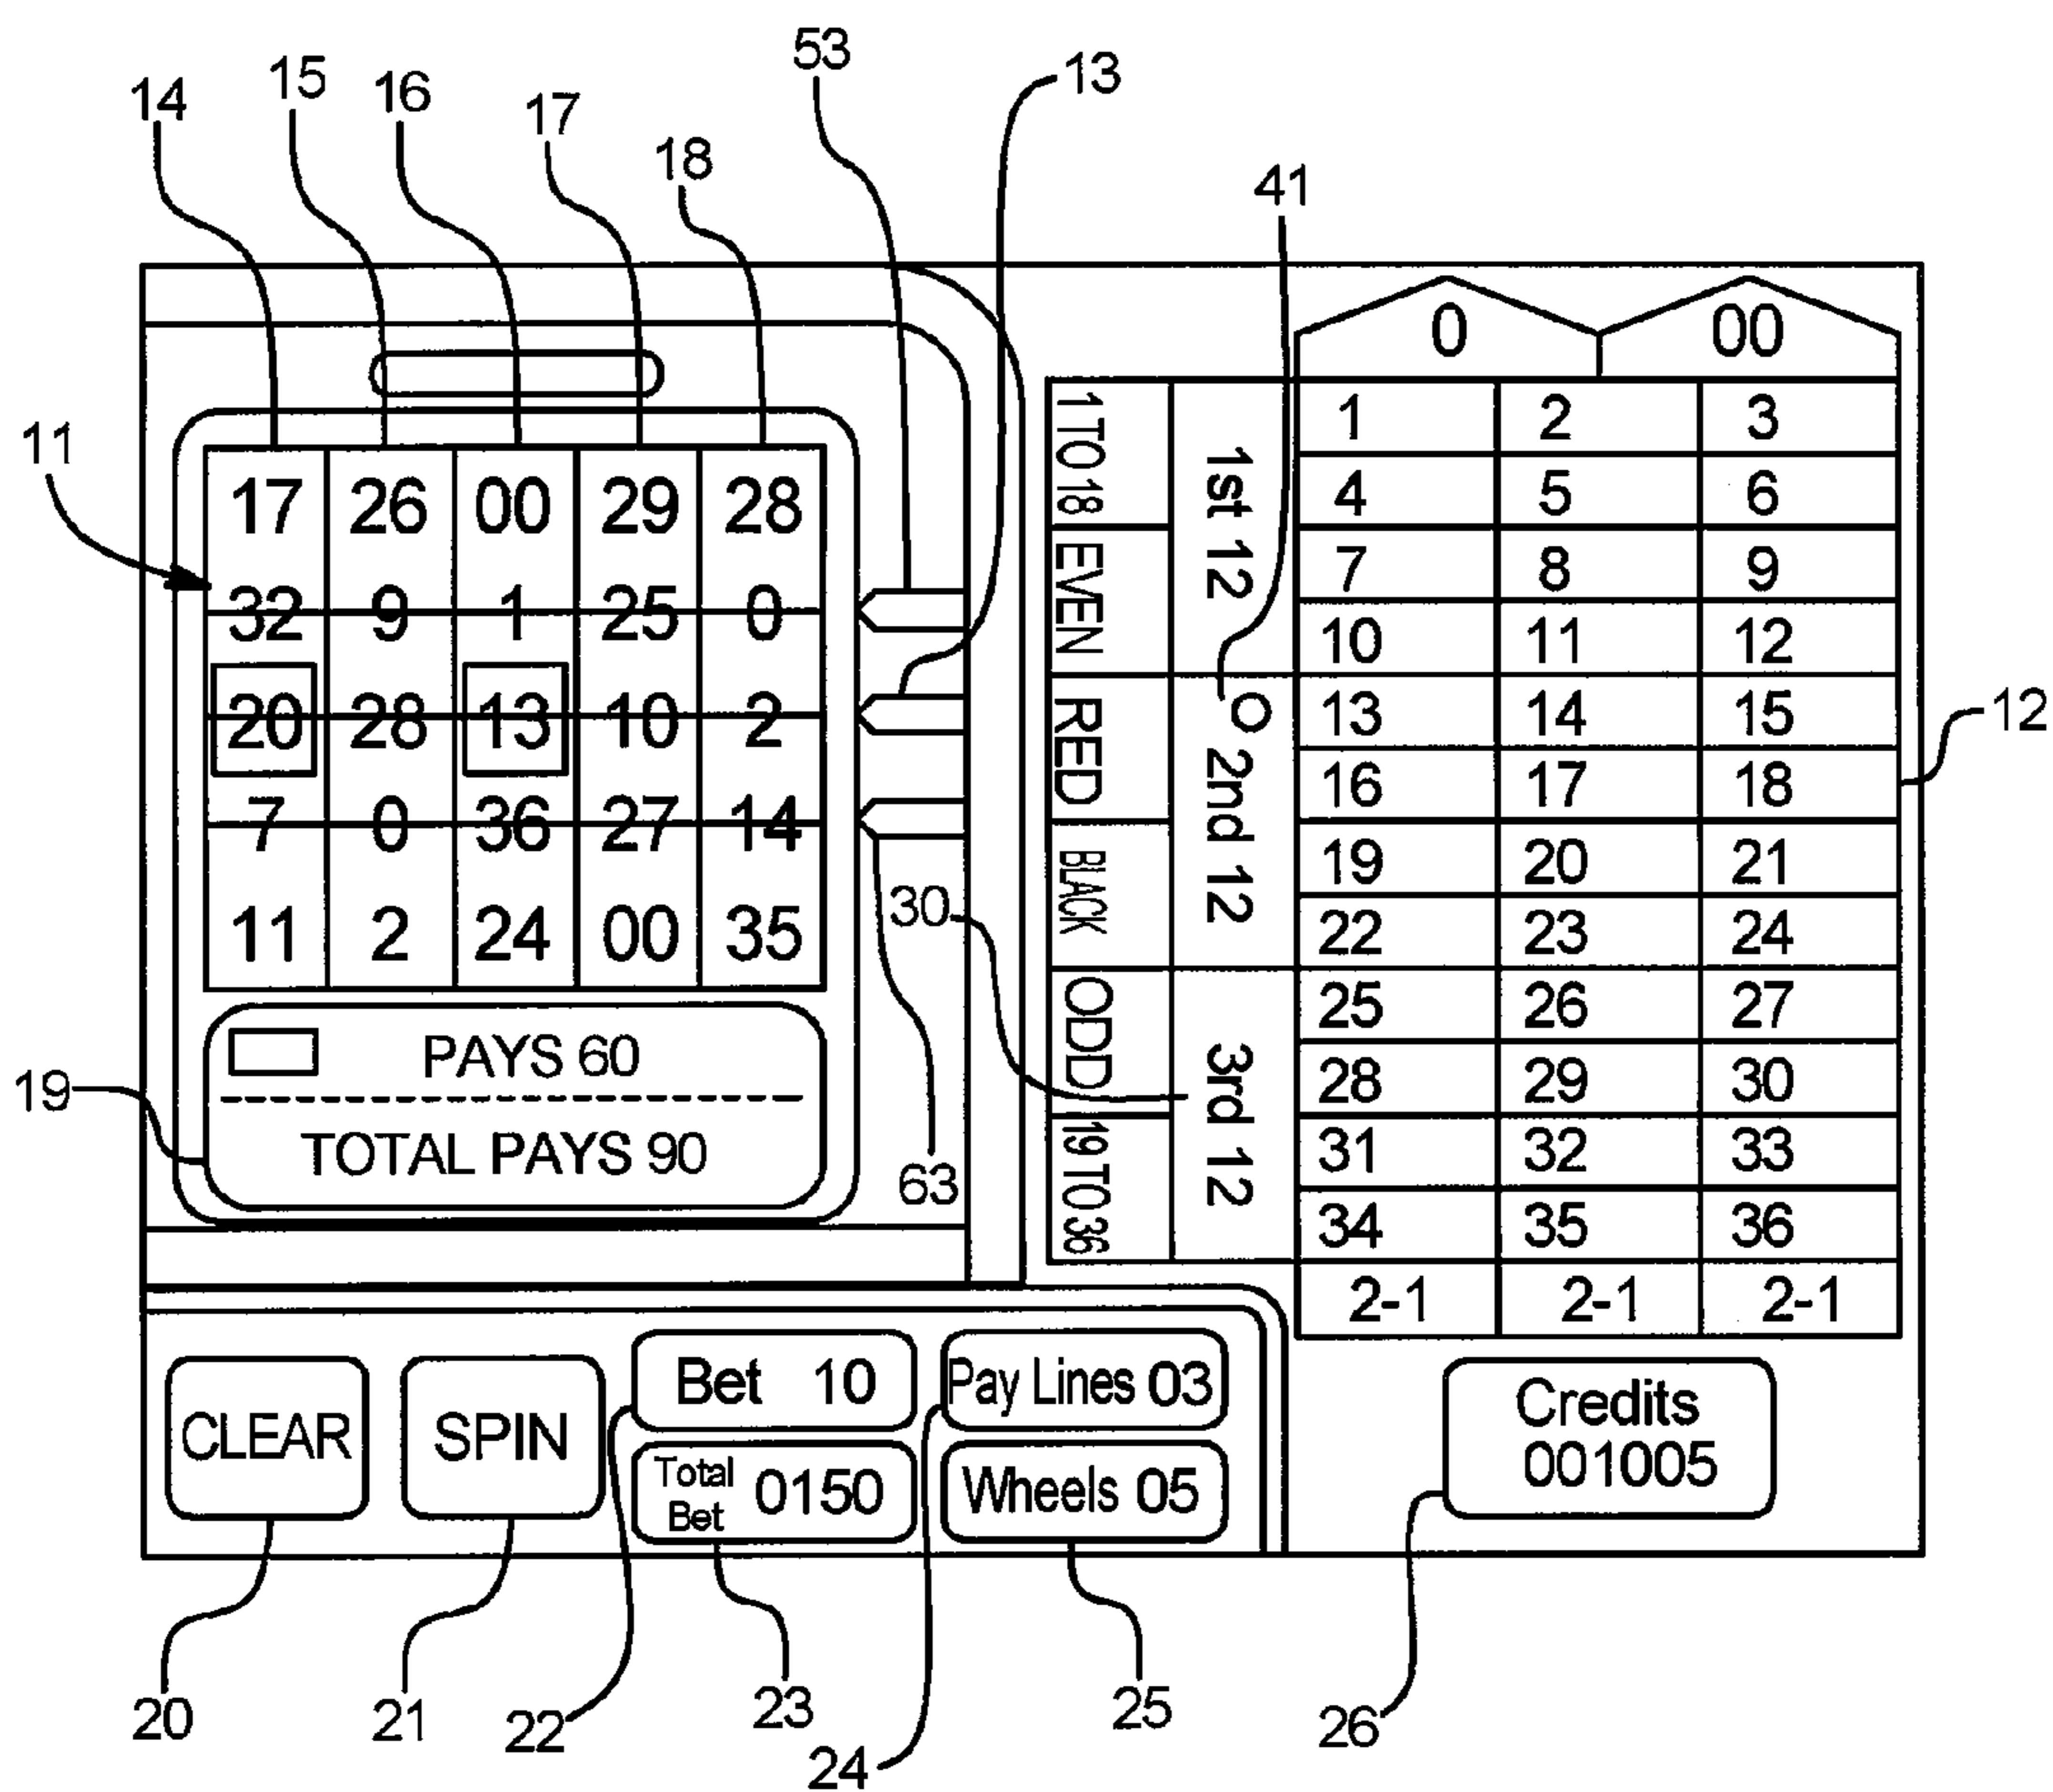 53
13
14
15
16
17
18
41
0 00
11
17 26 00 29 28
32 9 1 25 0
20 28 13 10 2
7 0 36 27 14
11 2 24 00 35
PAYS 60
TOTAL PAYS 90
19
30
63
1 TO 18
EVEN
RED
BLACK
ODD
19 TO 36
1st 12
2nd 12
3rd 12
1 2 3
4 5 6
7 8 9
10 11 12
13 14 15
16 17 18
19 20 21
22 23 24
25 26 27
28 29 30
31 32 33
34 35 36
2-1 2-1 2-1
12
CLEAR
SPIN
Bet 10
Total
Bet 0150
Pay Lines 03
Wheels 05
Credits
001005
20
21
22
23
24
25
26